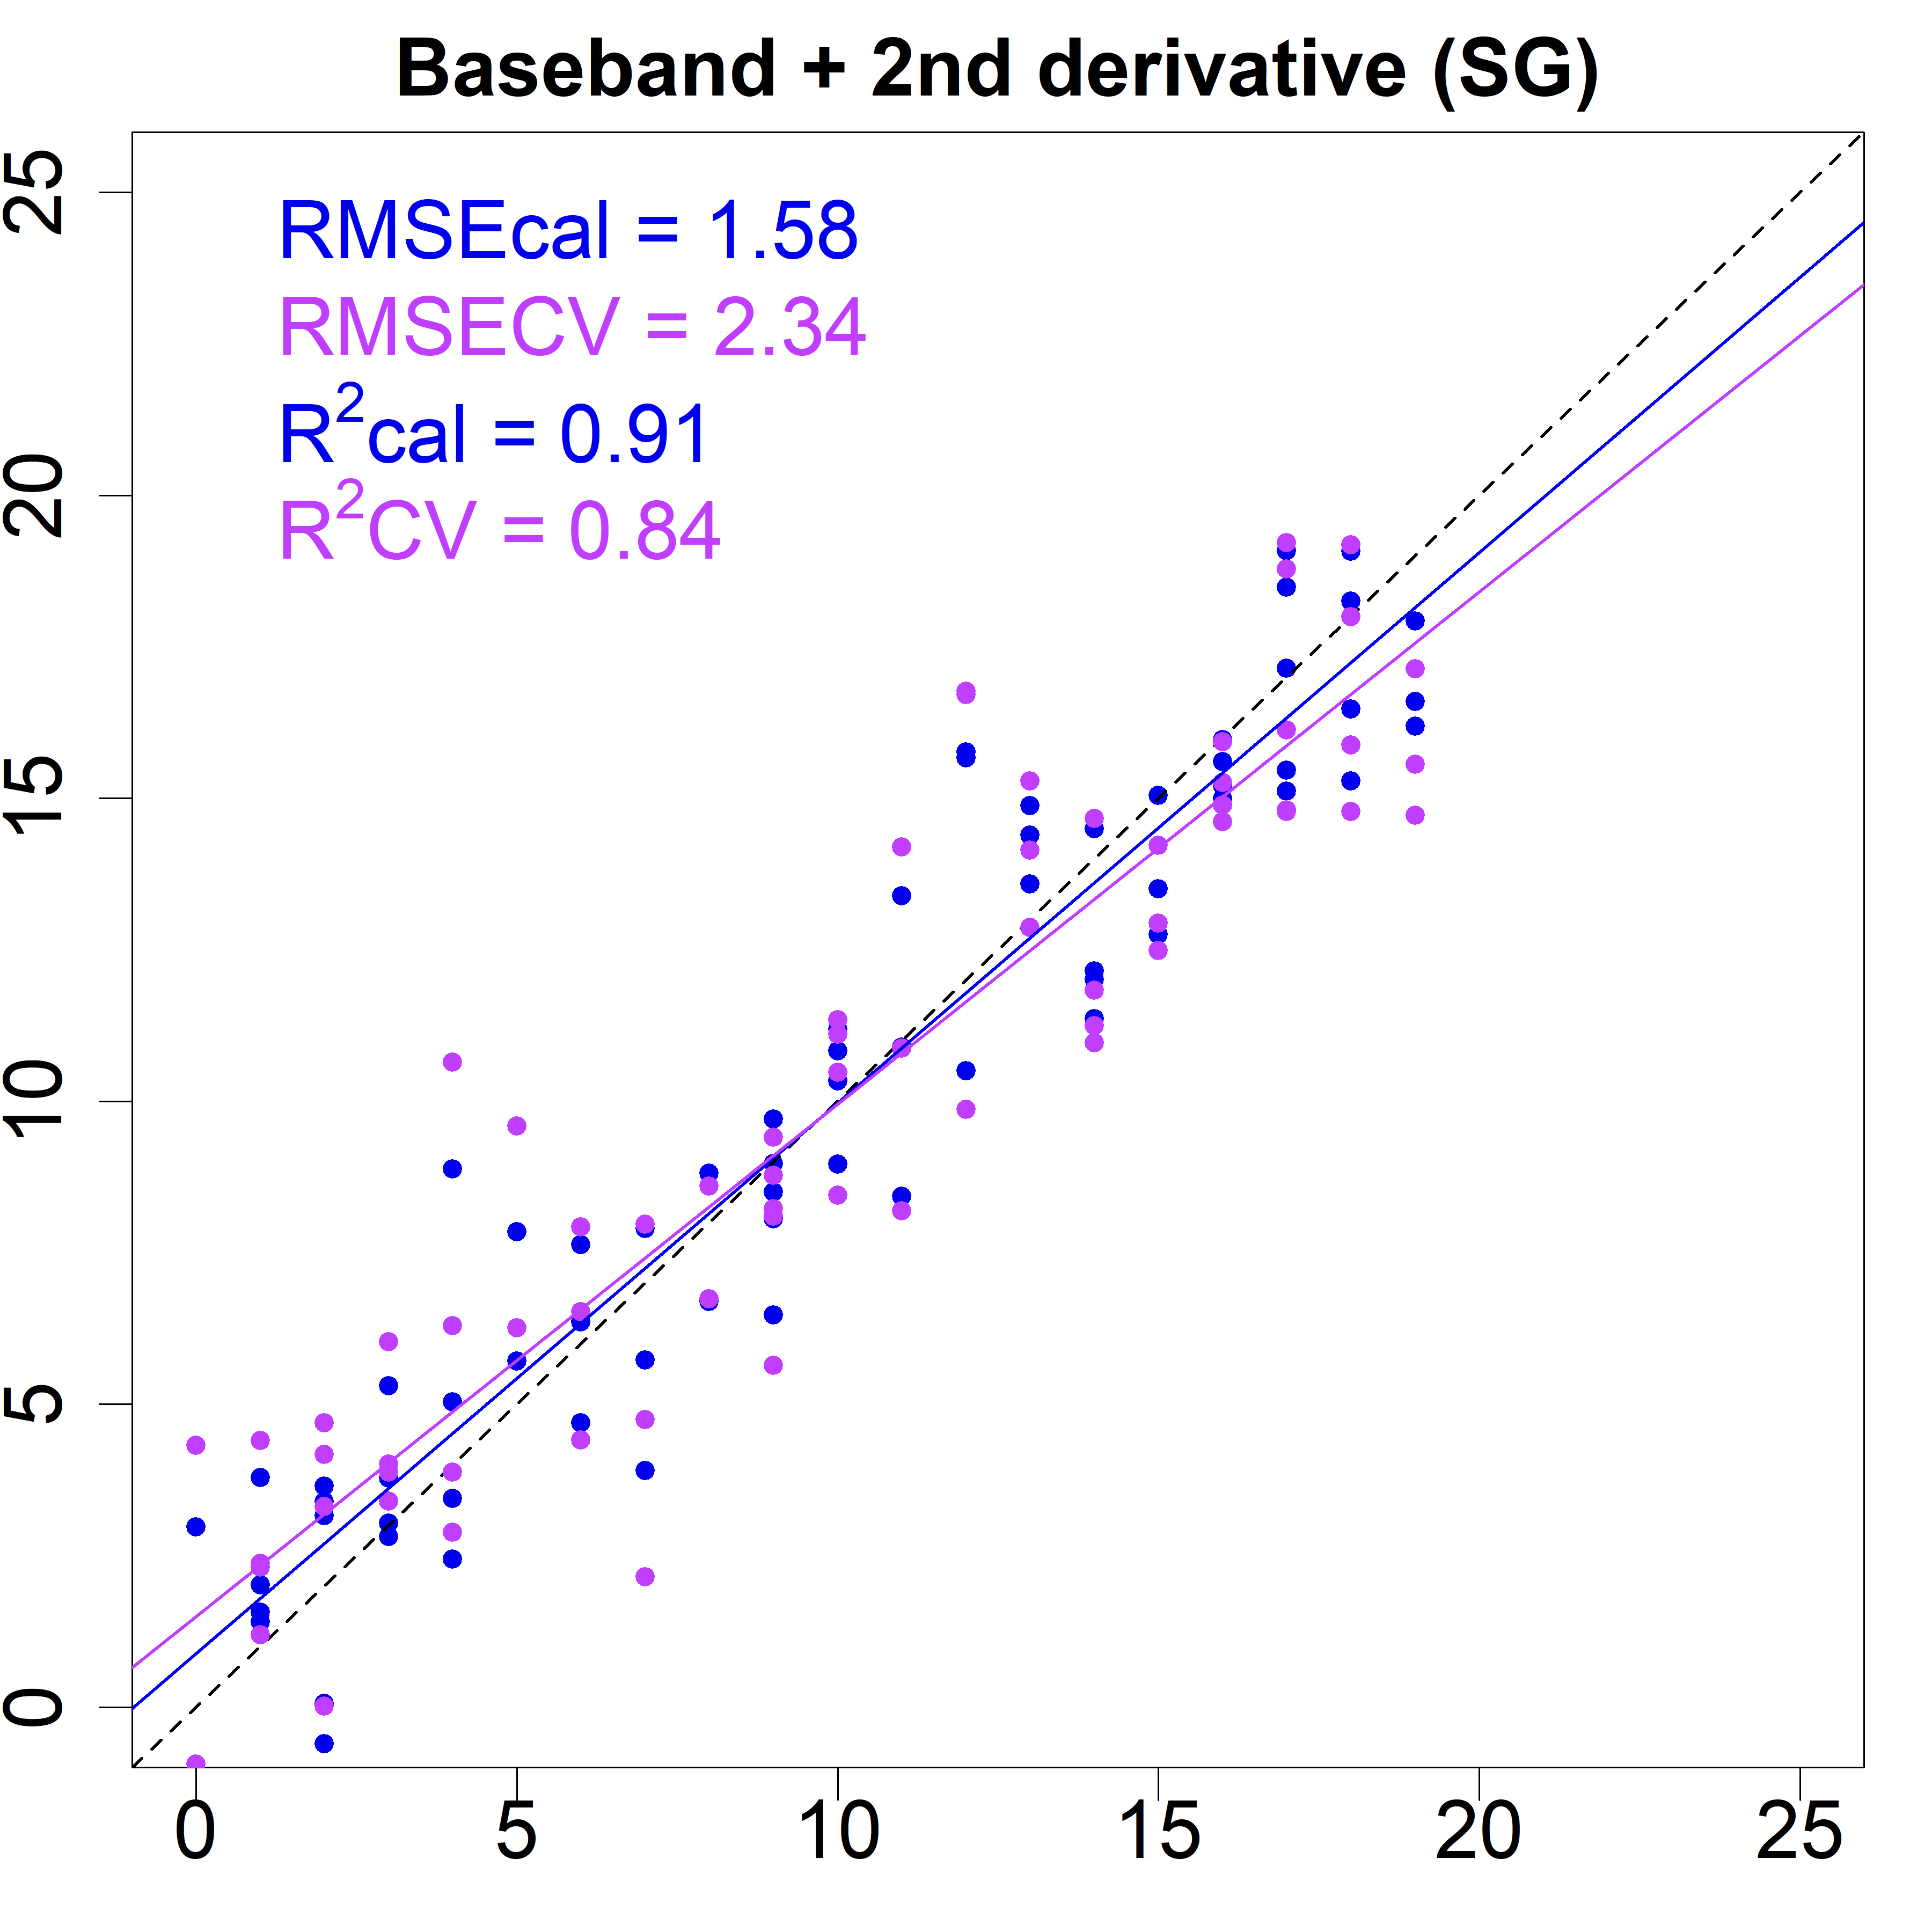 Baseband + 2nd derivative (SG)
RMSEcal = 1.58
RMSECV = 2.34
R²cal = 0.91
R²CV = 0.84
25
20
15
10
5
0
0 5 10 15 20 25